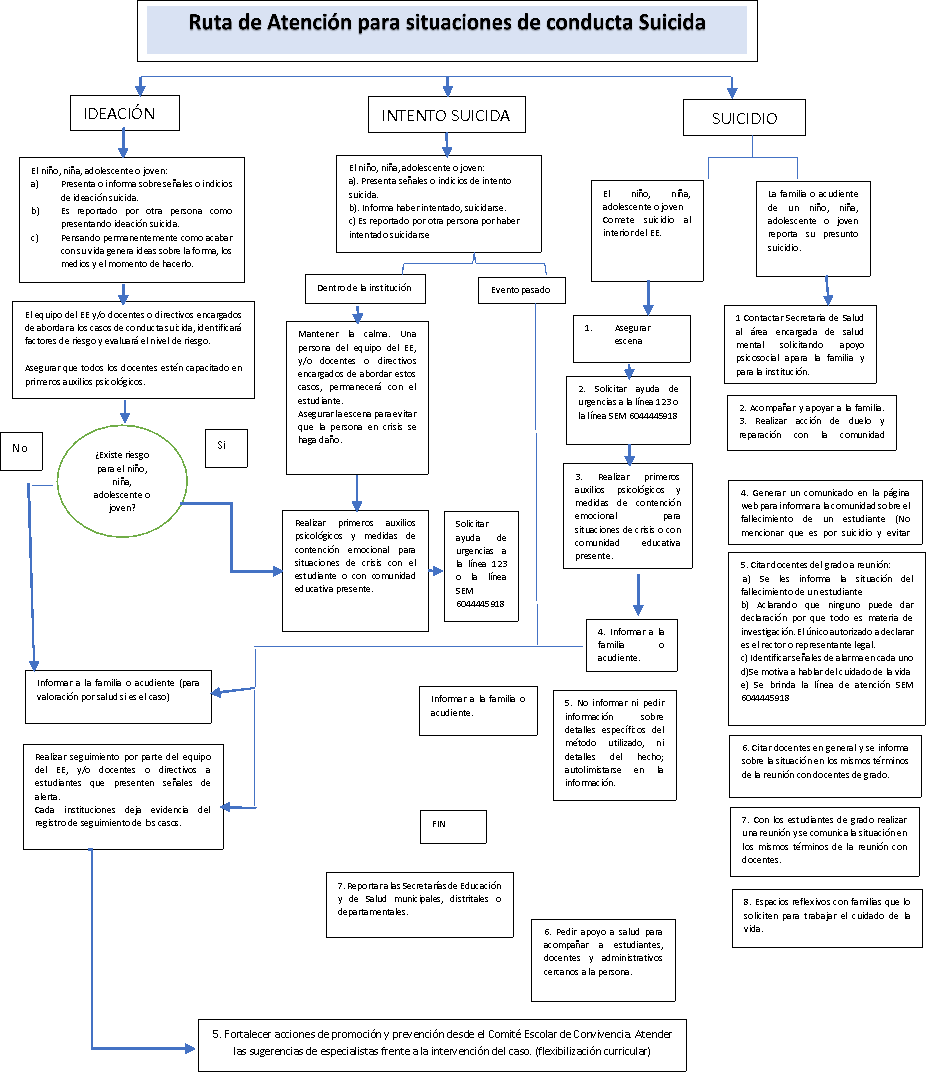 Ruta de Atención para situaciones de conducta Suicida
IDEACIÓN
El niño, niña, adolescente o joven:
a) Presenta o informa sobre señales o indicios
de ideación suicida.
b) Es reportado por otra persona como
presentando ideación suicida.
c) Pensando permanentemente como acabar
con su vida genera ideas sobre la forma, los
medios y el momento de hacerlo.
El equipo del EE y/o docentes o directivos encargados
de abordar a los casos de conducta suicida, identificará
factores de riesgo y evaluará el nivel de riesgo.
Asegurar que todos los docentes estén capacitado en
primeros auxilios psicológicos.
No
¿Existe riesgo
para el niño,
niña,
adolescente o
joven?
Si
Informar a la familia o acudiente (para
valoración por salud si es el caso)
Realizar seguimiento por parte del equipo
del EE, y/o docentes o directivos a
estudiantes que presenten señales de
alerta.
Cada instituciones deja evidencia del
registro de seguimiento de los casos.
INTENTO SUICIDA
El niño, niña, adolescente o joven:
a). Presenta señales o indicios de intento
suicida.
b). Informa haber intentado, suicidarse.
c) Es reportado por otra persona por haber
intentado suicidarse
Dentro de la institución
Evento pasado
Mantener la calma. Una
persona del equipo del EE,
y/o docentes o directivos
encargados de abordar estos
casos, permanecerá con el
estudiante.
Asegurar la escena para evitar
que la persona en crisis se
haga daño.
Realizar primeros auxilios
psicológicos y medidas de
contención emocional para
situaciones de crisis con el
estudiante o con comunidad
educativa presente.
Solicitar
ayuda de
urgencias a
la línea 123
o la línea
SEM
6044445918
Informar a la familia o
acudiente.
FIN
7. Reportar a las Secretarías de Educación
y de Salud municipales, distritales o
departamentales.
SUICIDIO
El niño, niña,
adolescente o joven
Comete suicidio al
interior del EE.
1. Asegurar
escena
2. Solicitar ayuda de
urgencias a la línea 123 o
la línea SEM 6044445918
3. Realizar primeros
auxilios psicológicos y
medidas de contención
emocional para
situaciones de crisis o con
comunidad educativa
presente.
4. Informar a la
familia o
acudiente.
5. No informar ni pedir
información sobre
detalles específicos del
método utilizado, ni
detalles del hecho;
autolimistarse en la
información.
6. Pedir apoyo a salud para
acompañar a estudiantes,
docentes y administrativos
cercanos a la persona.
La familia o acudiente
de un niño, niña,
adolescente o joven
reporta su presunto
suicidio.
1 Contactar Secretaría de Salud
al área encargada de salud
mental solicitando apoyo
psicosocial apara la familia y
para la institución.
2. Acompañar y apoyar a la familia.
3. Realizar acción de duelo y
reparación con la comunidad
4. Generar un comunicado en la página
web para informar a la comunidad sobre el
fallecimiento de un estudiante (No
mencionar que es por suicidio y evitar
5. Citar docentes del grado a reunión:
a) Se les informa la situación del
fallecimiento de un estudiante
b) Aclarando que ninguno puede dar
declaración por que todo es materia de
investigación. El único autorizado a declarar
es el rector o representante legal.
c) Identificar señales de alarma en cada uno
d)Se motiva a hablar del cuidado de la vida
e) Se brinda la línea de atención SEM
6044445918
6. Citar docentes en general y se informa
sobre la situación en los mismos términos
de la reunión con docentes de grado.
7. Con los estudiantes de grado realizar
una reunión y se comunica la situación en
los mismos términos de la reunión con
docentes.
8. Espacios reflexivos con familias que lo
soliciten para trabajar el cuidado de la
vida.
5. Fortalecer acciones de promoción y prevención desde el Comité Escolar de Convivencia. Atender
las sugerencias de especialistas frente a la intervención del caso. (flexibilización curricular)